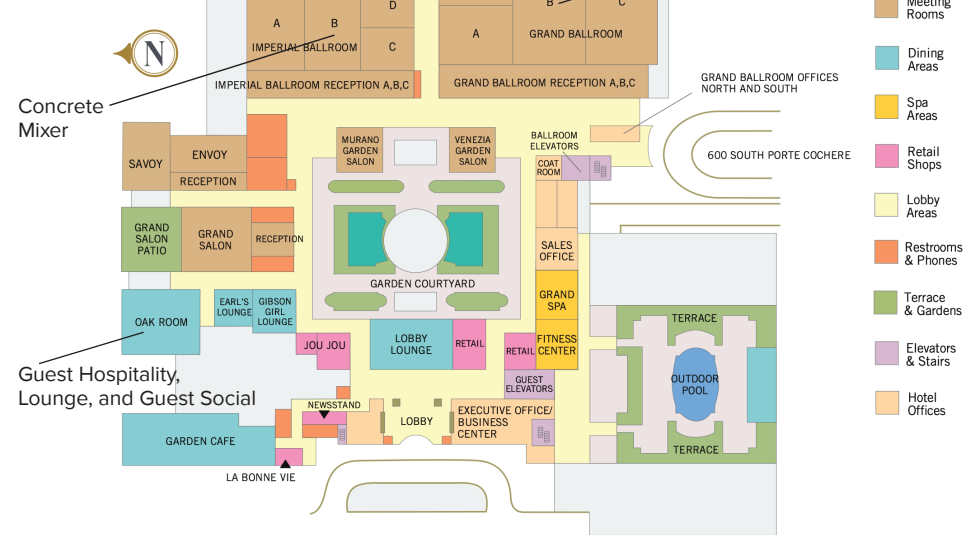 Meeting
Rooms
D
B
C
A
B
A
GRAND BALLROOM
IMPERIAL BALLROOM
C
N
Dining
Areas
IMPERIAL BALLROOM RECEPTION A,B,C
GRAND BALLROOM RECEPTION A,B,C
GRAND BALLROOM OFFICES
NORTH AND SOUTH
Concrete
Mixer
Spa
Areas
MURANO
GARDEN
SALON
VENEZIA
GARDEN
SALON
BALLROOM
ELEVATORS
SAVOY
ENVOY
RECEPTION
COAT
ROOM
600 SOUTH PORTE COCHERE
Retail
Shops
Lobby
Areas
GRAND
SALON
PATIO
GRAND
SALON
RECEPTION
SALES
OFFICE
Restrooms
& Phones
GARDEN COURTYARD
OAK ROOM
EARL'S
LOUNGE
GIBSON
GIRL
LOUNGE
GRAND
SPA
Terrace
& Gardens
TERRACE
JOU JOU
LOBBY
LOUNGE
RETAIL
RETAIL
FITNESS
CENTER
Elevators
& Stairs
Guest Hospitality,
Lounge, and Guest Social
GUEST
ELEVATORS
OUTDOOR
POOL
Hotel
Offices
NEWSSTAND
LOBBY
EXECUTIVE OFFICE/
BUSINESS
CENTER
GARDEN CAFE
TERRACE
LA BONNE VIE